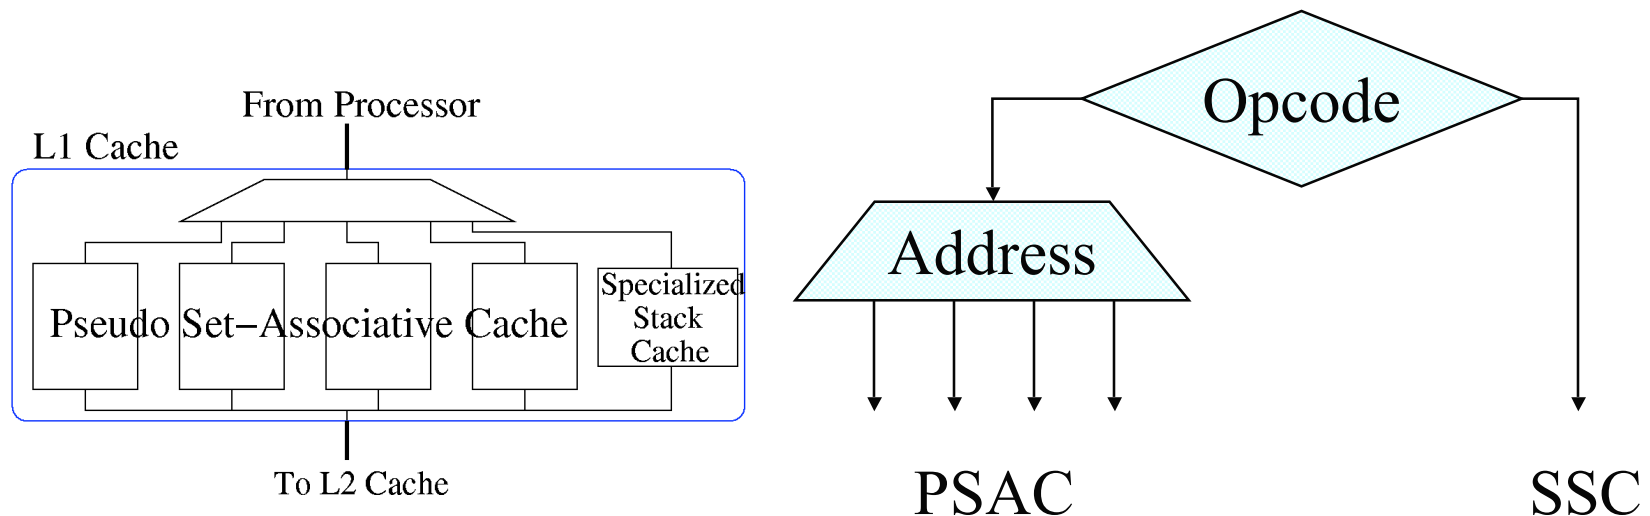 From Processor
L1 Cache
Pseudo Set-Associative Cache
Specialized
Stack
Cache
To L2 Cache
Opcode
Address
PSAC
SSC